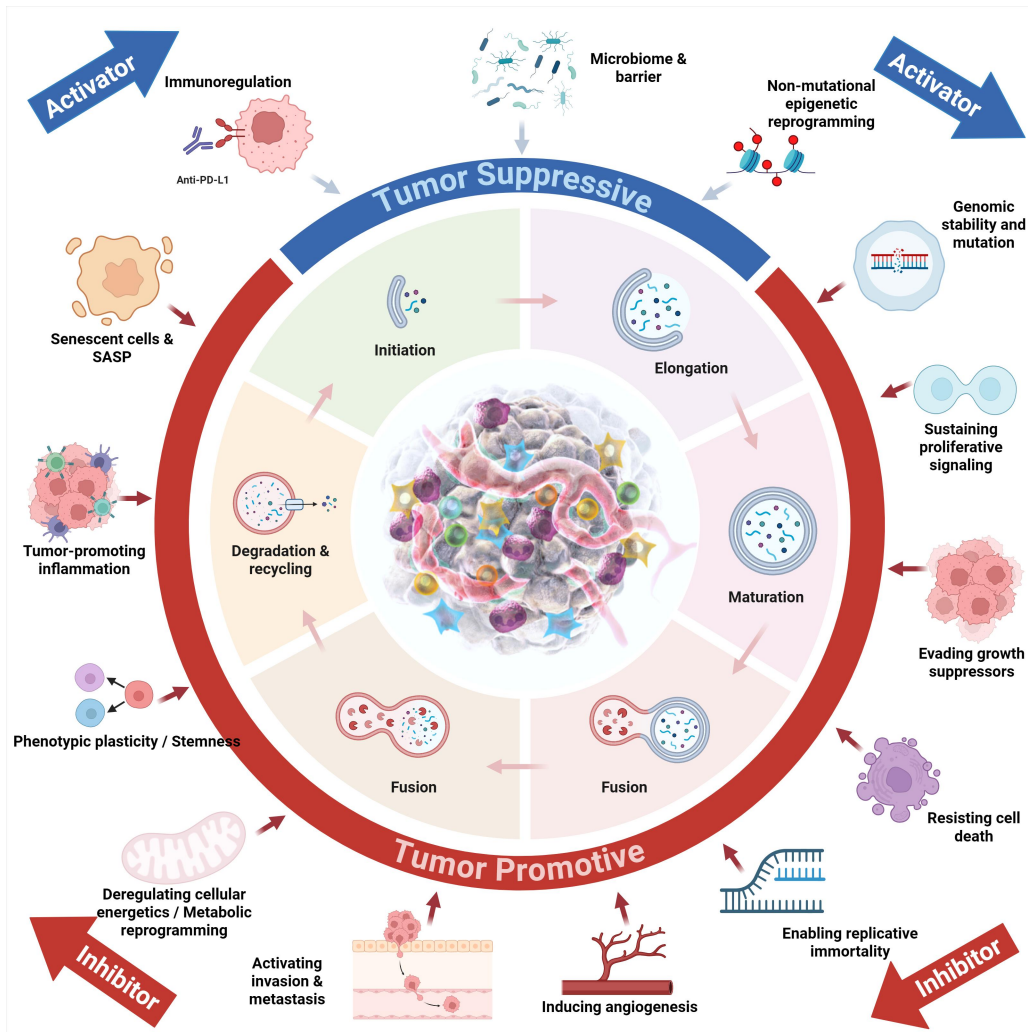 Activator
Immunoregulation
Anti-PD-L1
Microbiome &
barrier
Non-mutational
epigenetic
reprogramming
Activator
Tumor Suppressive
Genomic
stability and
mutation
Senescent cells &
SASP
Initiation
Elongation
Sustaining
proliferative
signaling
Tumor-promoting
inflammation
Degradation &
recycling
Maturation
Evading growth
suppressors
Phenotypic plasticity / Stemness
Fusion
Fusion
Resisting cell
death
Tumor Promotive
Deregulating cellular
energetics / Metabolic
reprogramming
Enabling replicative
immortality
Inhibitor
Activating
invasion &
metastasis
Inducing angiogenesis
Inhibitor